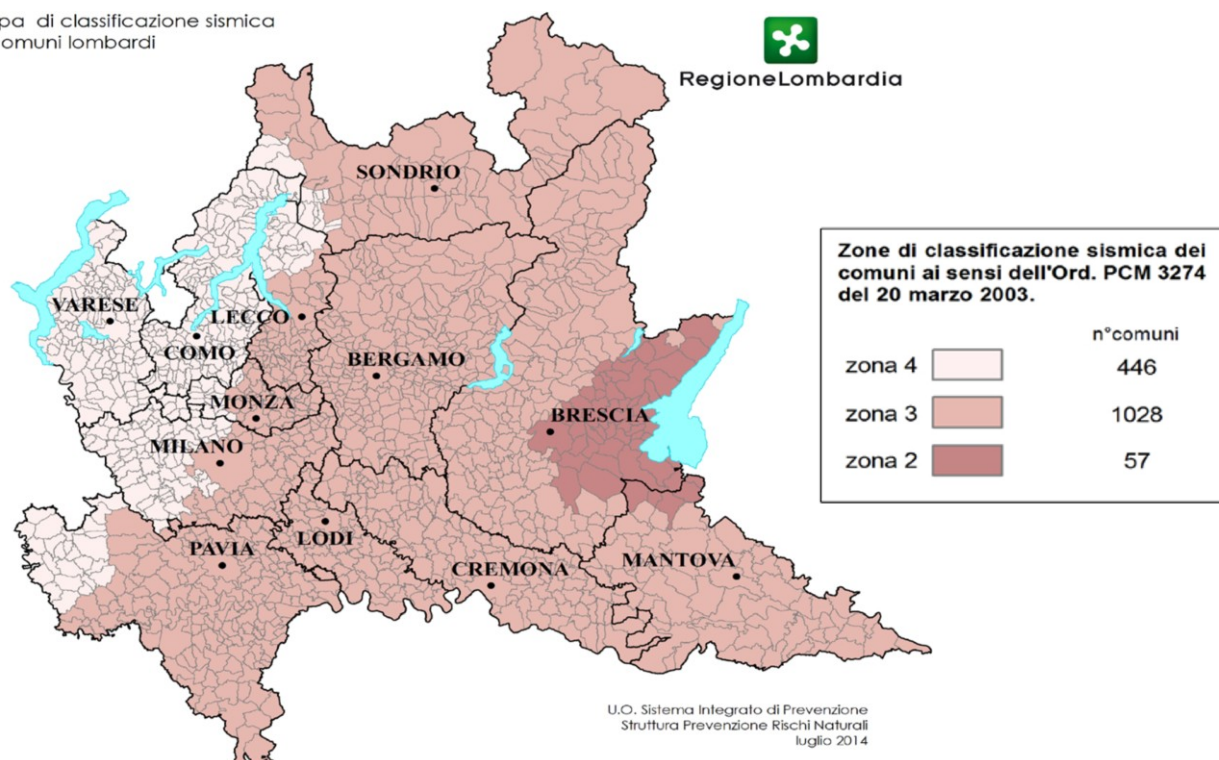 pa di classificazione sismica
omuni lombardi
RegioneLombardia
SONDRIO
VARESE
LECCO
COMO
BERGAMO
MONZA
BRESCIA
MILANO
PAVIA
LODI
CREMONA
MANTOVA
Zone di classificazione sismica dei
comuni ai sensi dell'Ord. PCM 3274
del 20 marzo 2003.
n°comuni
zona 4 446
zona 3 1028
zona 2 57
U.O. Sistema Integrato di Prevenzione
Struttura Prevenzione Rischi Naturali
luglio 2014